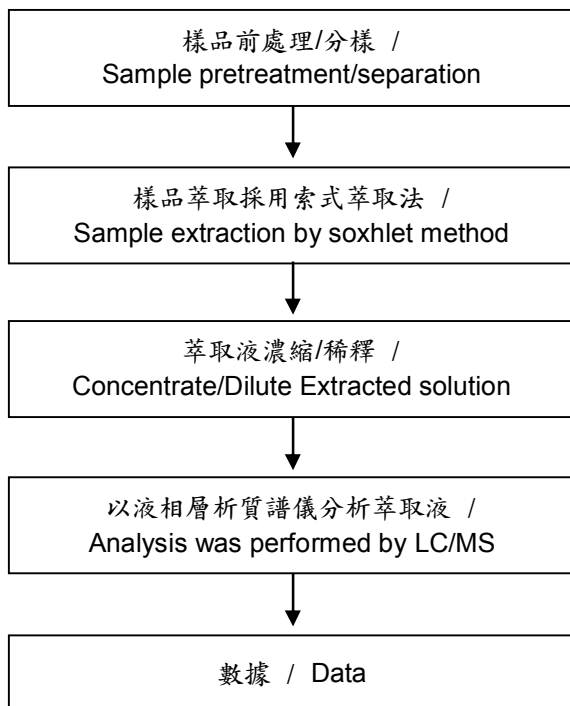 樣品前處理/分樣 /
Sample pretreatment/separation
樣品萃取採用索式萃取法 /
Sample extraction by soxhlet method
萃取液濃縮/稀釋 /
Concentrate/Dilute Extracted solution
以液相層析質譜儀分析萃取液 /
Analysis was performed by LC/MS
數據 / Data